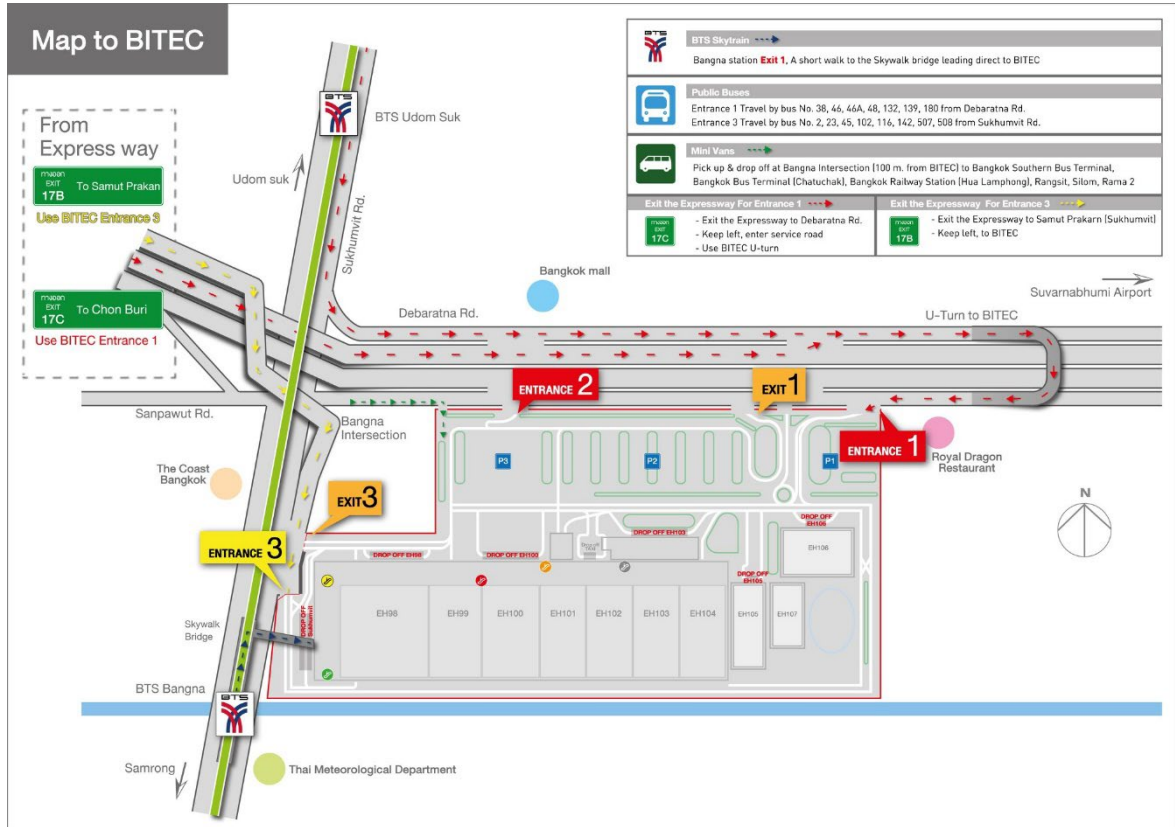 Map to BITEC
From
Express way
EXIT
17B
To Samut Prakan
Use BITEC Entrance 3
EXIT
17C
To Chon Buri
Use BITEC Entrance 1
BTS
BTS Skytrain
Bangna station Exit 1, A short walk to the Skywalk bridge leading direct to BITEC
Public Buses
Entrance 1 Travel by bus No. 38, 46, 46A, 48, 132, 139, 180 from Debaratna Rd.
Entrance 3 Travel by bus No. 2, 23, 45, 102, 116, 142, 507, 508 from Sukhumvit Rd.
Mini Vans
Pick up & drop off at Bangna Intersection (100 m. from BITEC) to Bangkok Southern Bus Terminal,
Bangkok Bus Terminal (Chatuchak), Bangkok Railway Station (Hua Lamphong), Rangsit, Silom, Rama 2
Exit the Expressway For Entrance 1
EXIT
17C
- Exit the Expressway to Debaratna Rd.
- Keep left, enter service road
- Use BITEC U-turn
Exit the Expressway For Entrance 3
EXIT
17B
- Exit the Expressway to Samut Prakarn (Sukhumvit)
- Keep left, to BITEC
BTS
BTS Udom Suk
Udom suk
Sukhumvit Rd.
Bangkok mall
Suvarnabhumi Airport
Debaratna Rd.
U-Turn to BITEC
ENTRANCE 2
EXIT 1
Sanpawut Rd.
Bangna
Intersection
ENTRANCE 1
Royal Dragon
Restaurant
P3
P2
P1
The Coast
Bangkok
EXIT 3
N
ENTRANCE 3
DROP OFF EH98
DROP OFF EH100
DROP OFF EH103
DROP OFF
EH106
EH106
DROP OFF
EH105
DROP OFF
Sukhumvit
EH98
EH99
EH100
EH101
EH102
EH103
EH104
EH105
EH107
Skywalk
Bridge
BTS Bangna
BTS
Samrong
Thai Meteorological Department